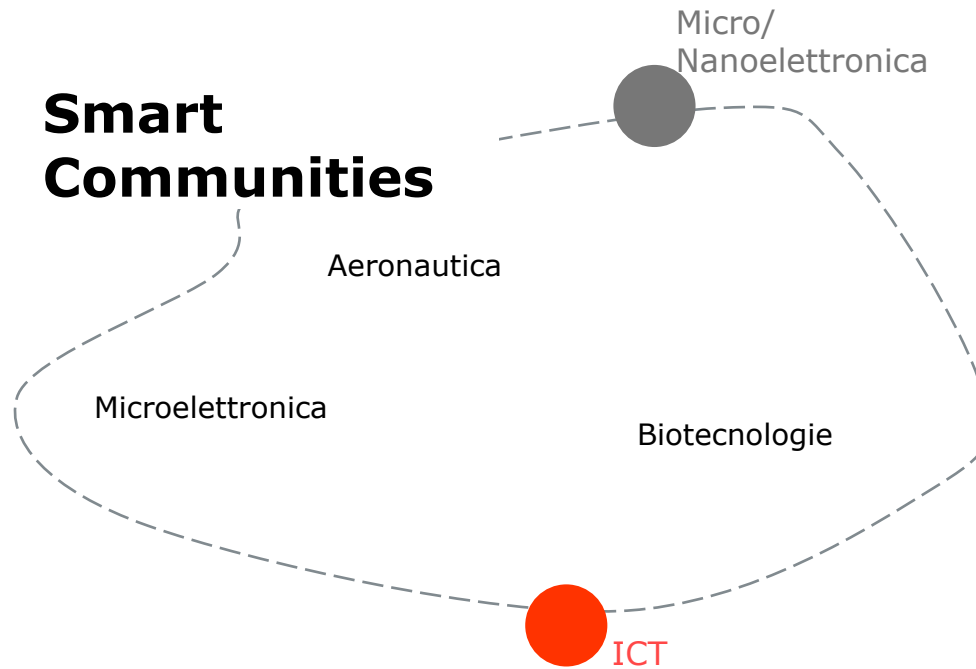 Micro/
Nanoelettronica
Smart
Communities
Aeronautica
Microelettronica
Biotecnologie
ICT